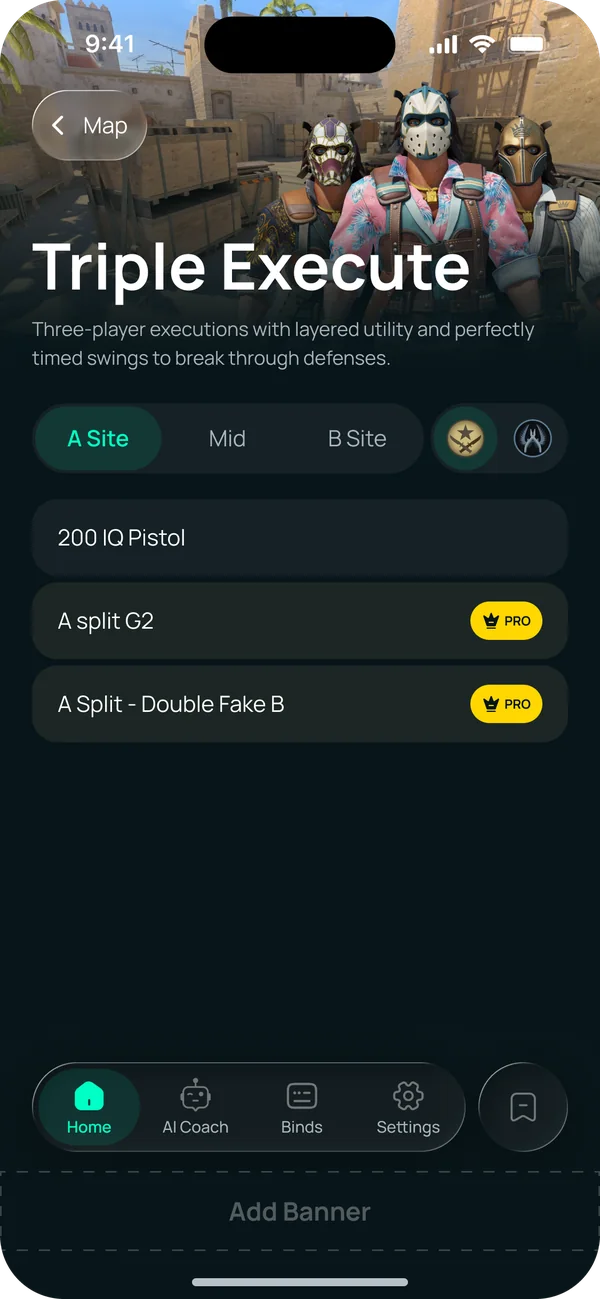 9:41
Map
Triple Execute
Three-player executions with layered utility and perfectly
timed swings to break through defenses.
A Site
Mid
B Site
200 IQ Pistol
A split G2
PRO
A Split - Double Fake B
PRO
Home
AI Coach
Binds
Settings
Add Banner